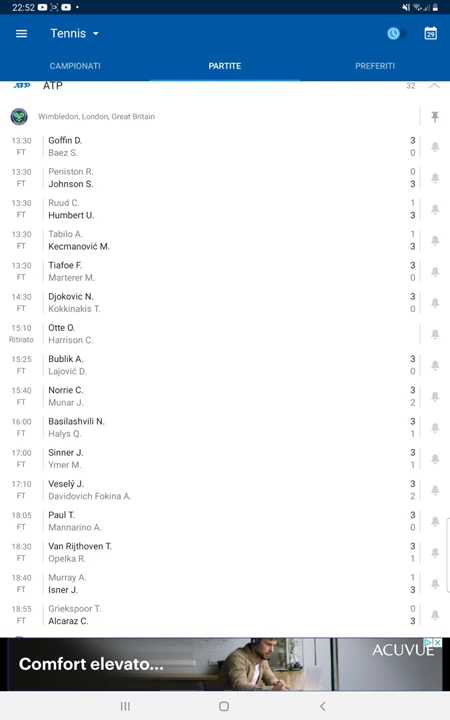 22:52
Tennis
29
CAMPIONATI
PARTITE
PREFERITI
ATP ATP 32
Wimbledon, London, Great Britain
13:30 Goffin D. 3
FT Baez S. 0
13:30 Peniston R. 0
FT Johnson S. 3
13:30 Ruud C. 1
FT Humbert U. 3
13:30 Tabilo A. 1
FT Kecmanović M. 3
13:30 Tiafoe F. 3
FT Marterer M. 0
14:30 Djokovic N. 3
FT Kokkinakis T. 0
15:10 Otte O.
Ritirato Harrison C.
15:25 Bublik A. 3
FT Lajović D. 0
15:40 Norrie C. 3
FT Munar J. 2
16:00 Basilashvili N. 3
FT Halys Q. 1
17:00 Sinner J. 3
FT Ymer M. 1
17:10 Veselý J. 3
FT Davidovich Fokina A. 2
18:05 Paul T. 3
FT Mannarino A. 0
18:30 Van Rijthoven T. 3
FT Opelka R. 1
18:40 Murray A. 1
FT Isner J. 3
18:55 Griekspoor T. 0
FT Alcaraz C. 3
Comfort elevato...
ACUVUE